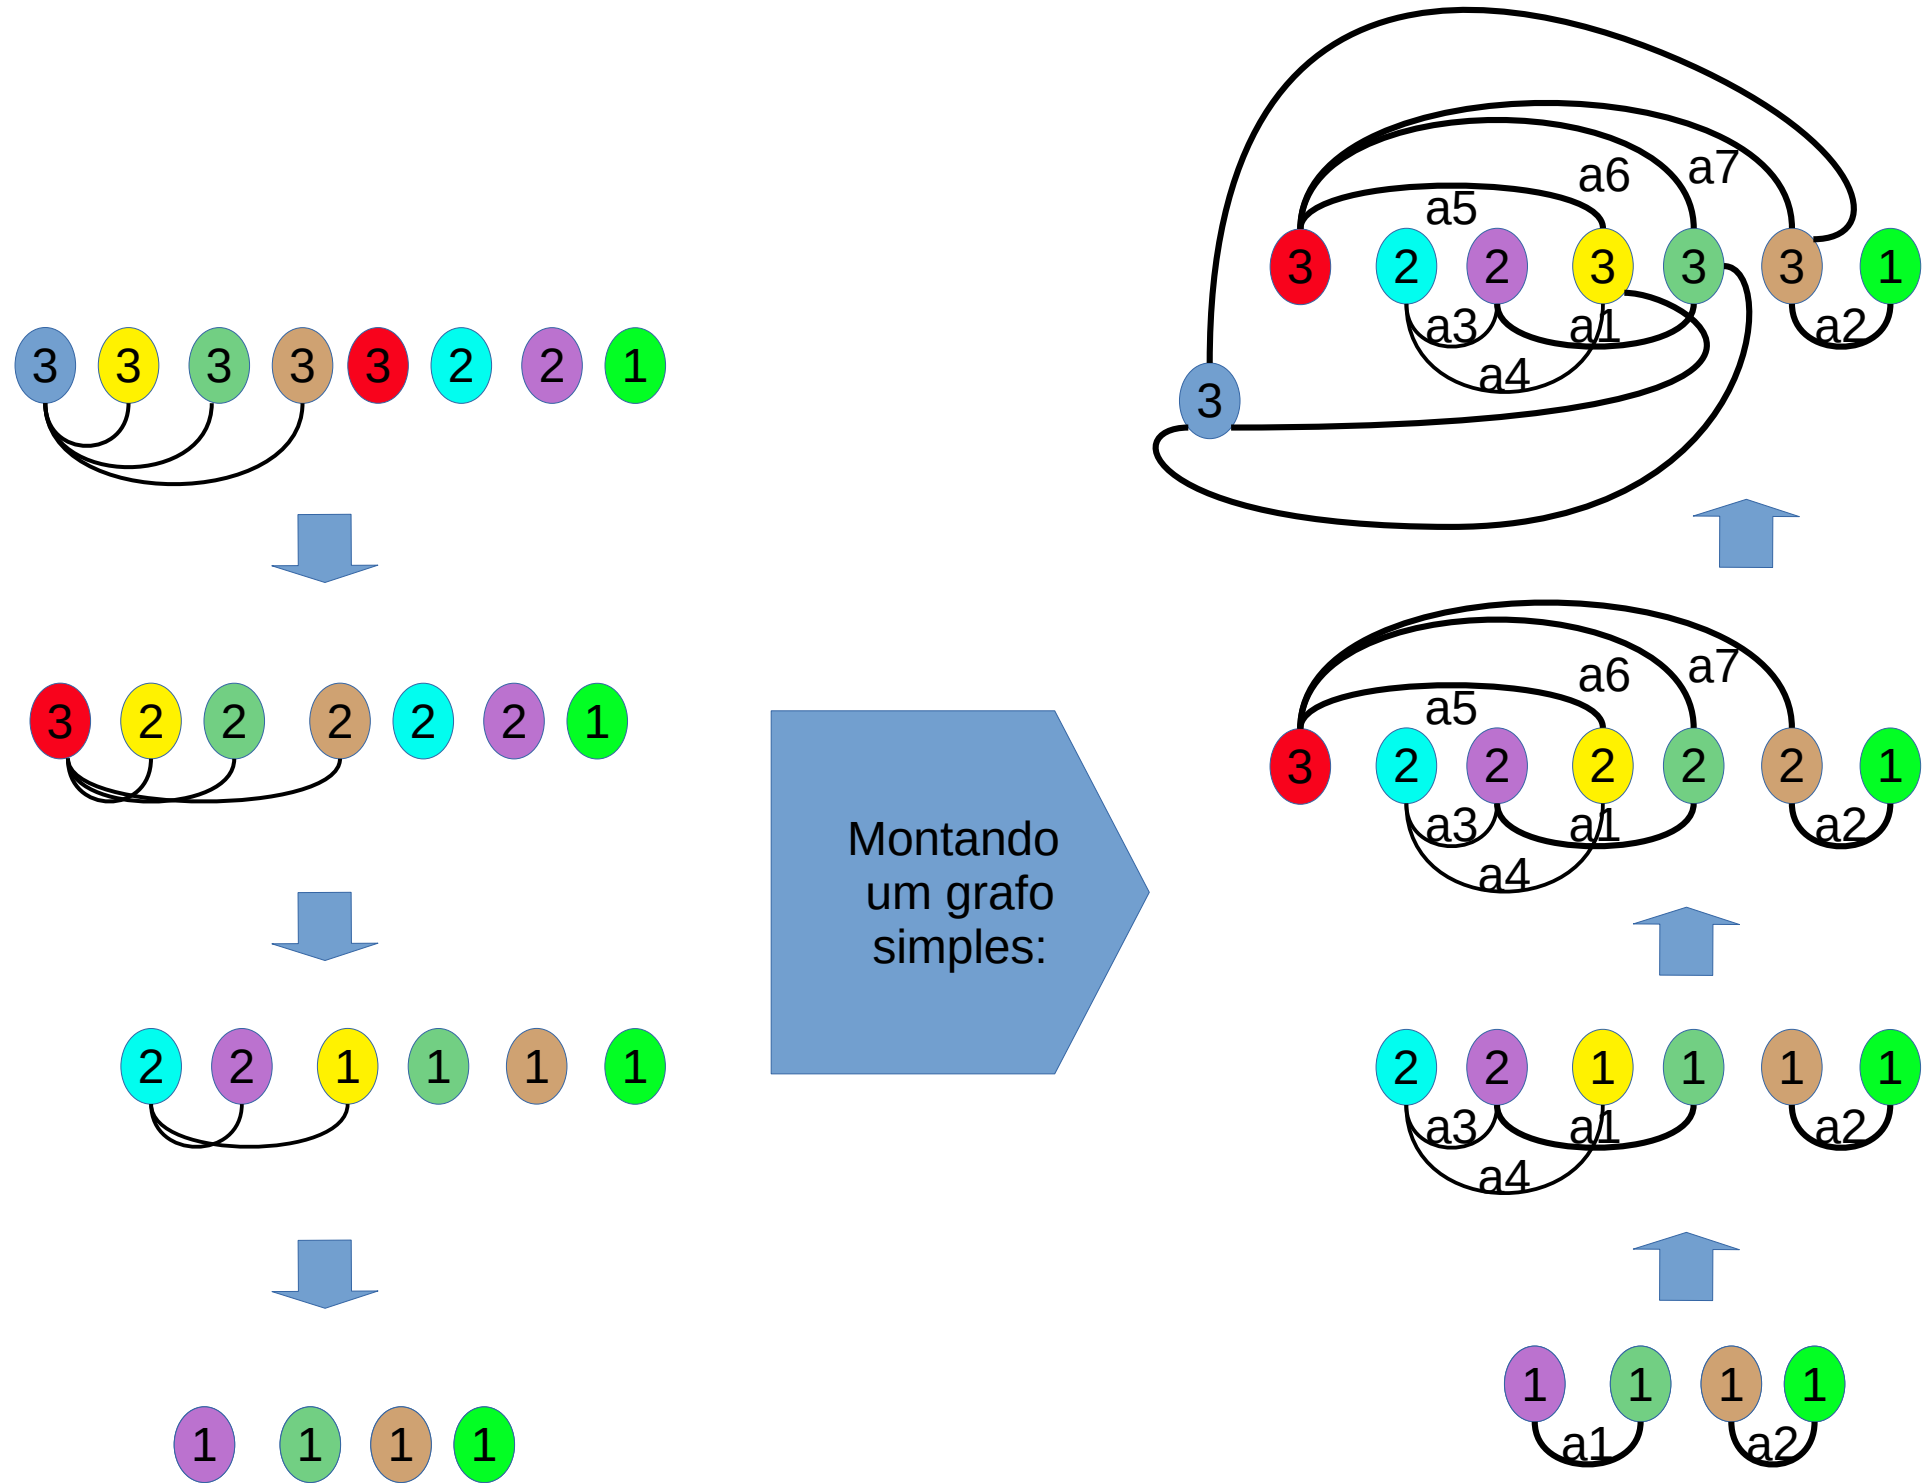 3 3 3 3 3 2 2 1
3 2 2 2 2 2 1
2 2 1 1 1 1
1 1 1 1
Montando
um grafo
simples:
a6 a7
a5
3 2 2 3 3 3 1
a3 a1 a2
a4
3
a6 a7
a5
3 2 2 2 2 2 1
a3 a1 a2
a4
2 2 1 1 1 1
a3 a1 a2
a4
1 1 1 1
a1 a2